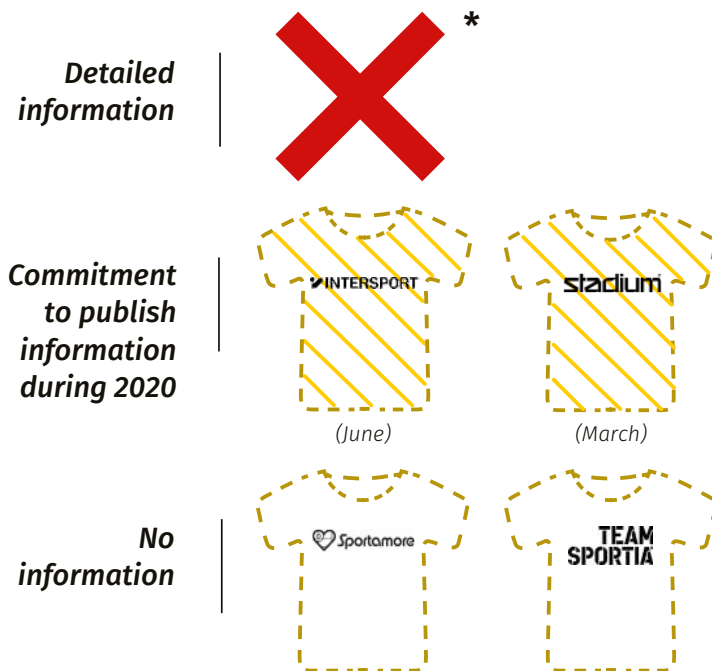 *
Detailed
information
Commitment
to publish
information
during 2020
INTERSPORT
stadium
(June)
(March)
No
information
Sportamore
TEAM
SPORTIA